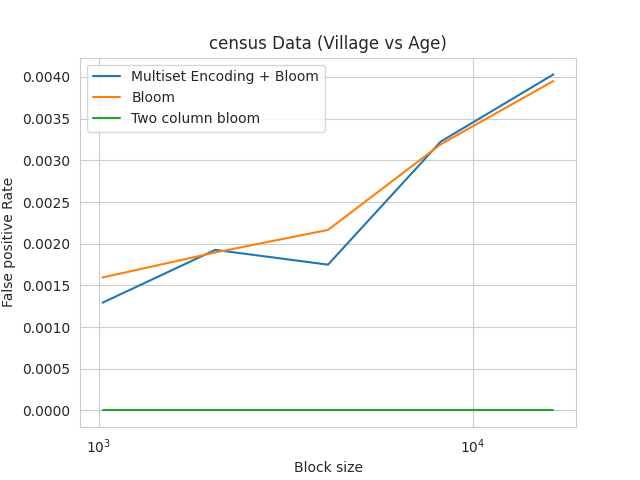 census Data (Village vs Age)
Multiset Encoding + Bloom
Bloom
Two column bloom
False positive Rate
0.0040
0.0035
0.0030
0.0025
0.0020
0.0015
0.0010
0.0005
0.0000
10³ 10⁴
Block size